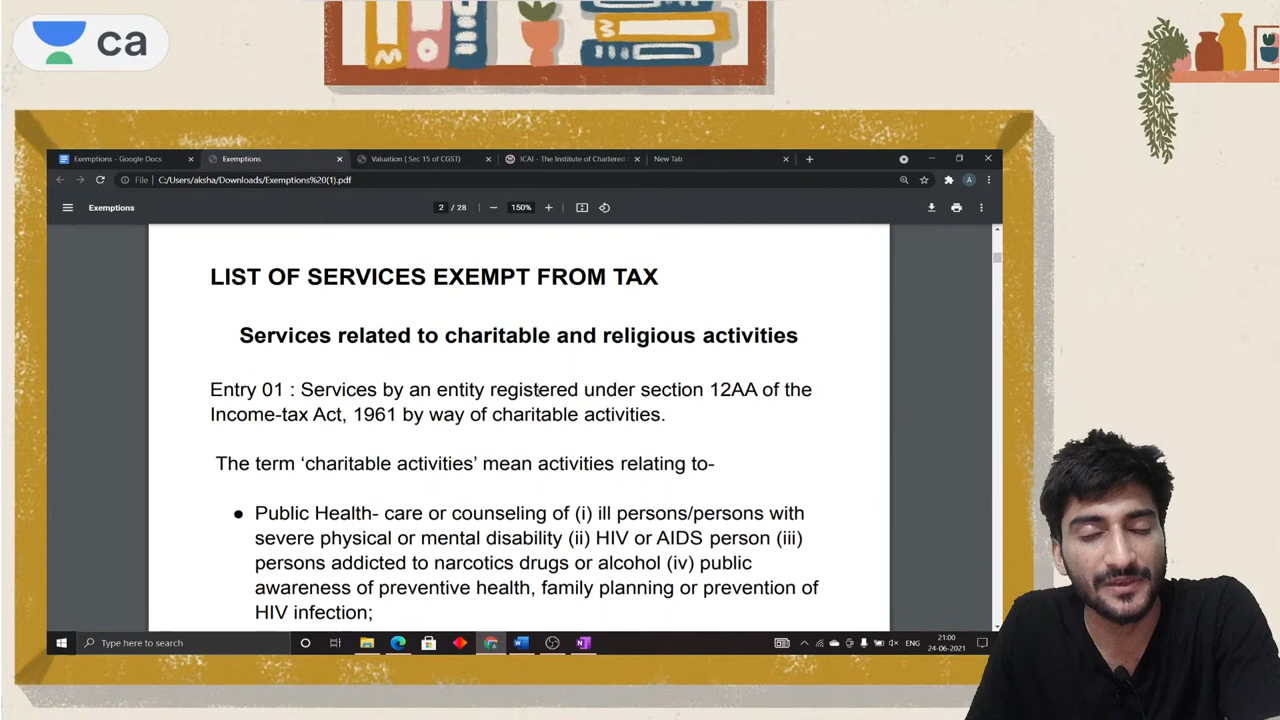 ca
Exemptions - Google Docs
Exemptions
Valuation ( Sec 15 of CGST)
ICAI - The Institute of Chartered
New Tab
File C:/Users/aksha/Downloads/Exemptions%20(1).pdf
A
Exemptions
2 / 28
150%
LIST OF SERVICES EXEMPT FROM TAX
Services related to charitable and religious activities
Entry 01 : Services by an entity registered under section 12AA of the
Income-tax Act, 1961 by way of charitable activities.
The term ‘charitable activities’ mean activities relating to-
● Public Health- care or counseling of (i) ill persons/persons with
severe physical or mental disability (ii) HIV or AIDS person (iii)
persons addicted to narcotics drugs or alcohol (iv) public
awareness of preventive health, family planning or prevention of
HIV infection;
Type here to search
ENG
21:00
24-06-2021